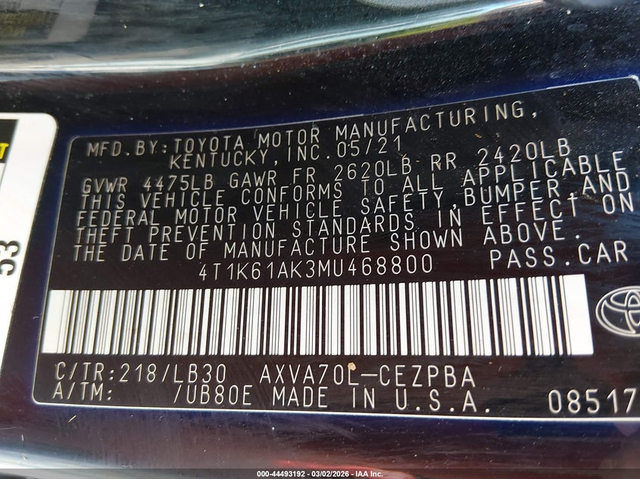 MFD.BY:TOYOTA MOTOR MANUFACTURING,
KENTUCKY,INC.05/21
GVWR 4475LB GAWR FR 2620LB RR 2420LB
THIS VEHICLE CONFORMS TO ALL APPLICABLE
FEDERAL MOTOR VEHICLE SAFETY,BUMPER,AND
THEFT PREVENTION STANDARDS IN EFFECT ON
THE DATE OF MANUFACTURE SHOWN ABOVE.
4T1K61AK3MU468800 PASS.CAR
C/TR:218/LB30 AXVA70L-CEZPBA
A/TM: /UB80E MADE IN U.S.A. 08517
53
000-44493192 - 03/02/2026 - IAA Inc.